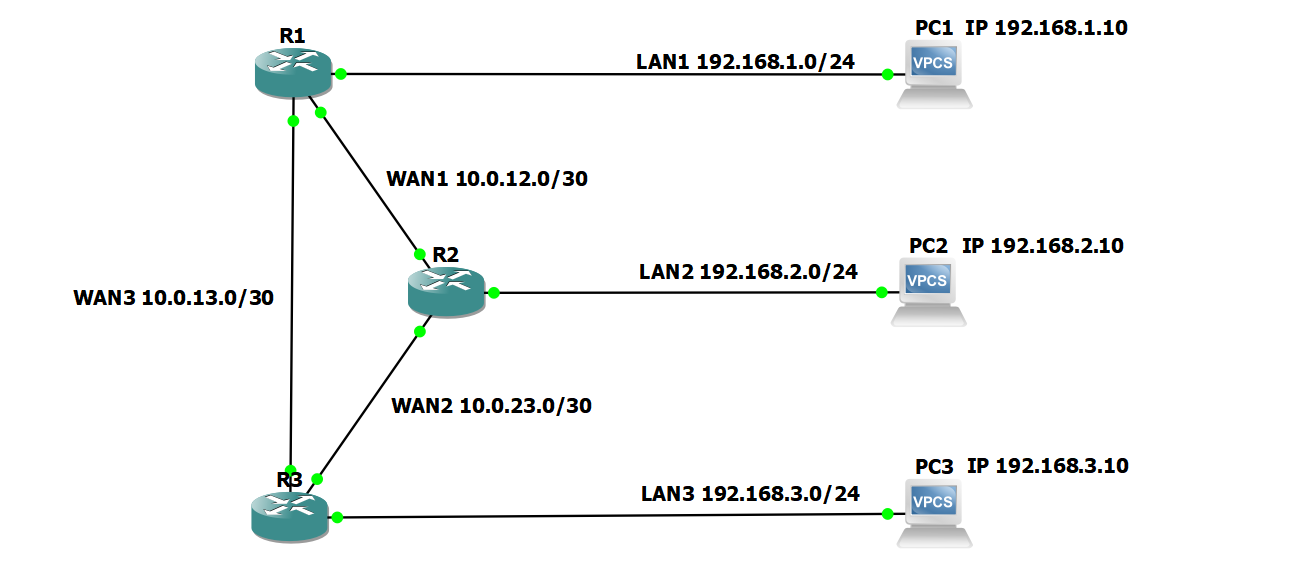 R1
PC1 IP 192.168.1.10
LAN1 192.168.1.0/24
VPCS
WAN1 10.0.12.0/30
R2
PC2 IP 192.168.2.10
LAN2 192.168.2.0/24
VPCS
WAN3 10.0.13.0/30
WAN2 10.0.23.0/30
R3
PC3 IP 192.168.3.10
LAN3 192.168.3.0/24
VPCS